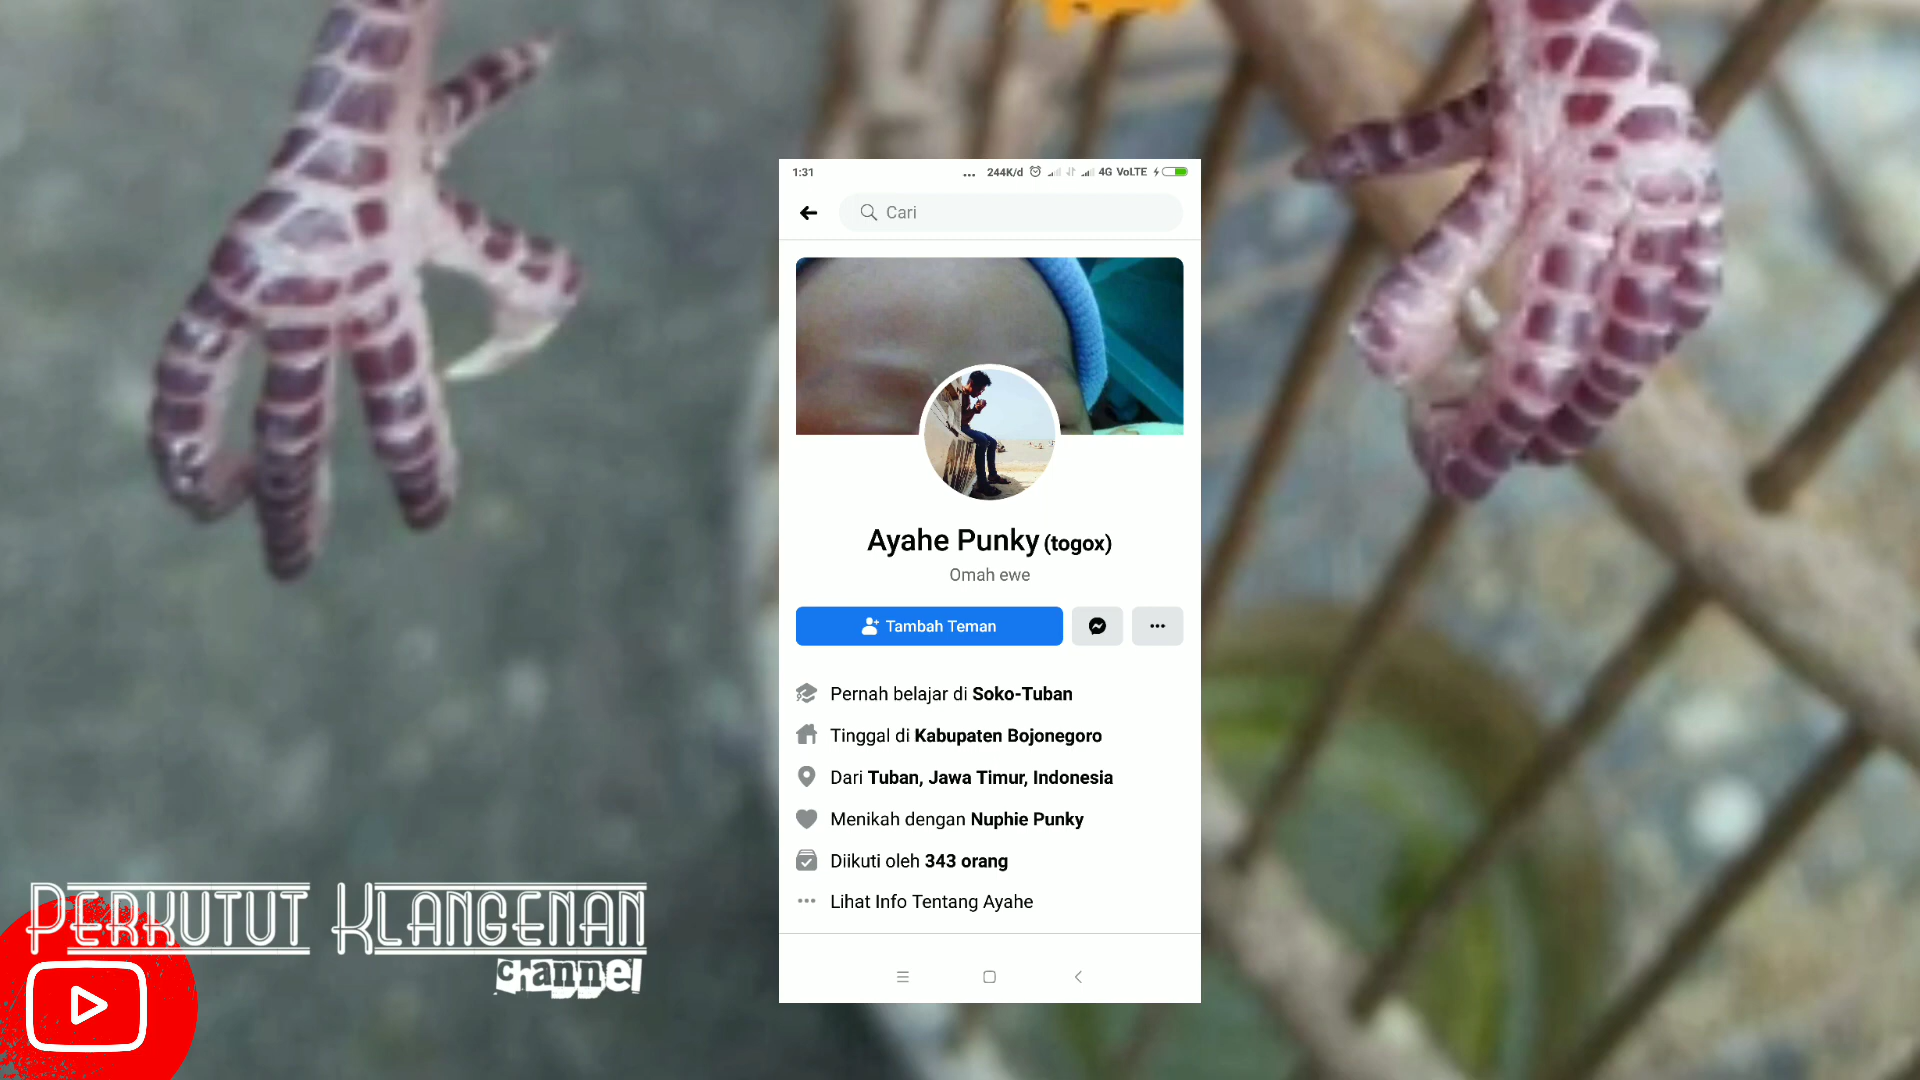 1:31
... 244K/d 4G VoLTE
Cari
Ayahe Punky (togox)
Omah ewe
Tambah Teman
Pernah belajar di Soko-Tuban
Tinggal di Kabupaten Bojonegoro
Dari Tuban, Jawa Timur, Indonesia
Menikah dengan Nuphie Punky
Diikuti oleh 343 orang
Lihat Info Tentang Ayahe
PERKUTUT KLANGENAN
channel